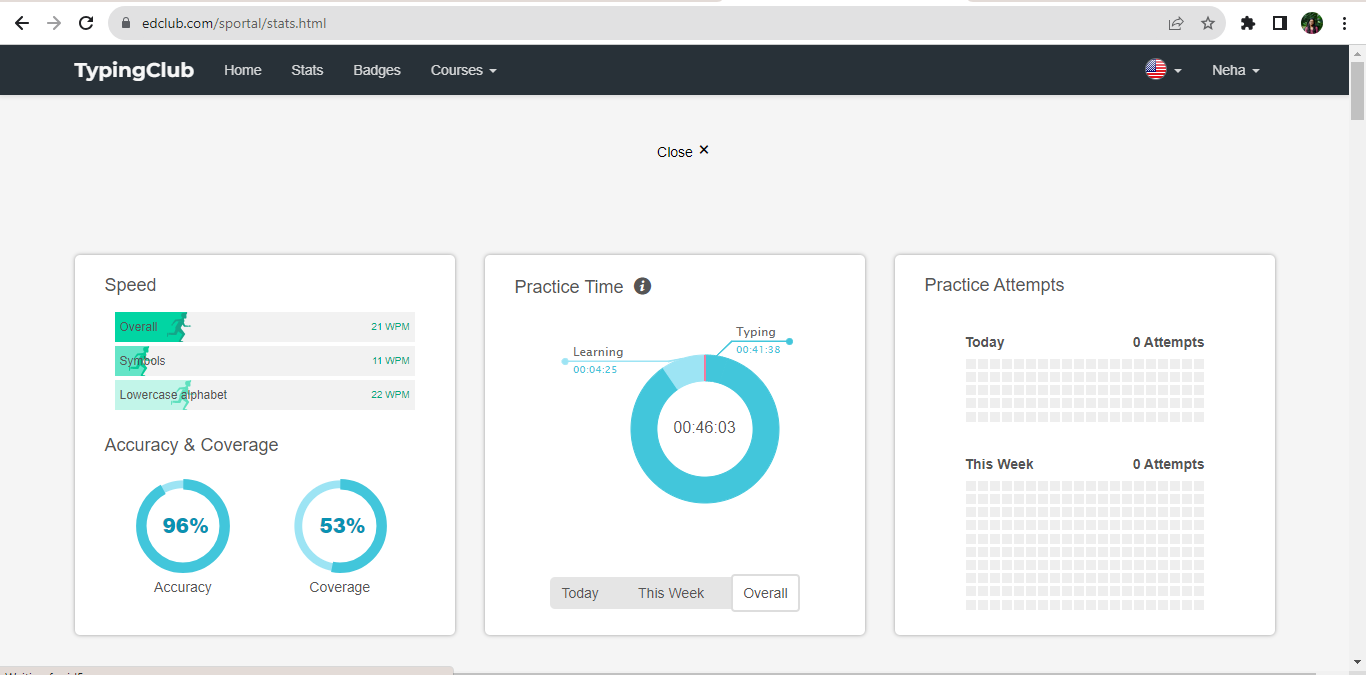 edclub.com/sportal/stats.html
TypingClub Home Stats Badges Courses Neha
Close ✕
Speed
Overall 21 WPM
Symbols 11 WPM
Lowercase alphabet 22 WPM
Accuracy & Coverage
96% 53%
Accuracy Coverage
Practice Time i
Typing
00:41:38
Learning
00:04:25
00:46:03
Today This Week Overall
Practice Attempts
Today 0 Attempts
This Week 0 Attempts